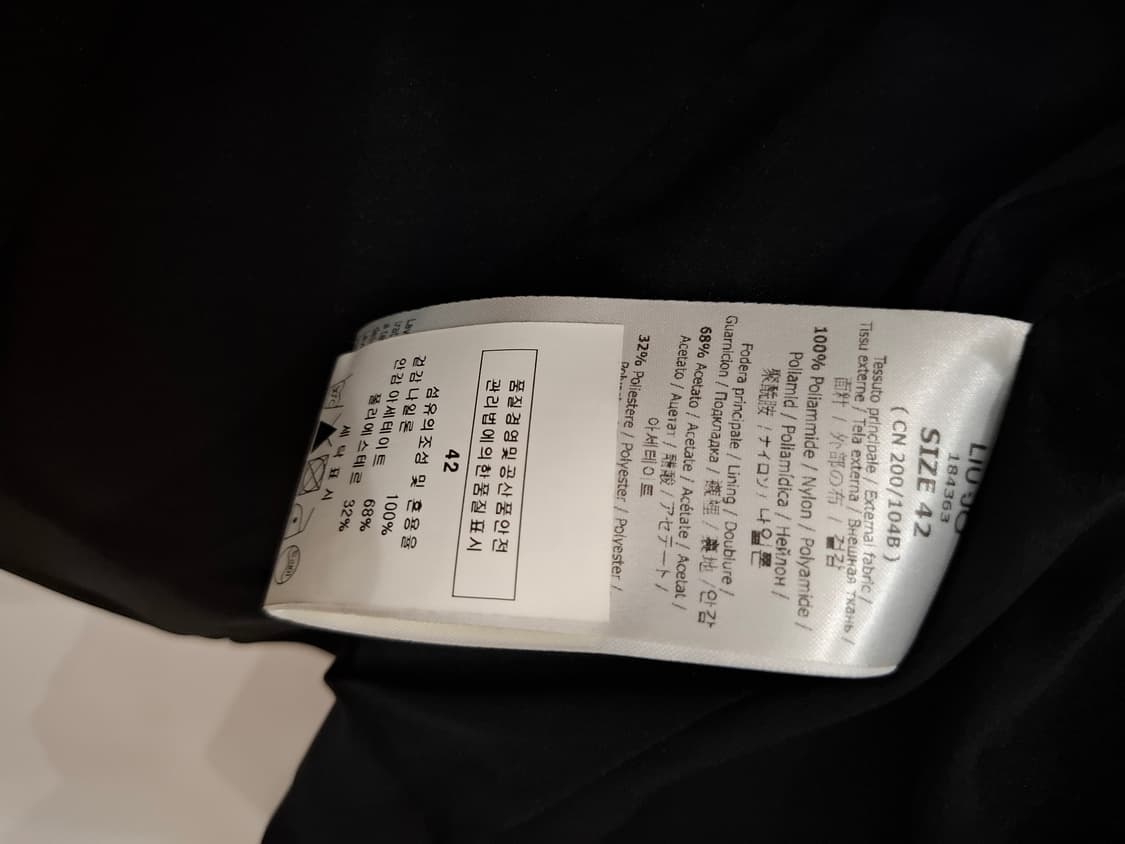 LIU JO
184363
SIZE 42
( CN 200/104B )
Tessuto principale / External fabric /
Tissu externe / Tela externa / Внешная ткань /
面料 / 外部の布 / 겉감
100% Poliammide / Nylon / Polyamide /
Poliamid / Poliamídica / Нейлон /
聚酰胺 / ナイロン / 나일론
Fodera principale / Lining / Doublure /
Guarnicion / Подкладка / 裏地 / 안감
68% Acetato / Acetate / Acétate / Acetat /
Acetato / Ацетат / 醋酸 / アセテート /
아세테이트
32% Poliestere / Polyester / Polyester /
품질경영및공산품안전
관리법에의한품질표시
42
섬유의조성 및 혼용율
겉감 나일론 100%
안감 아세테이트 68%
폴리에스테르 32%
세 탁 표 시